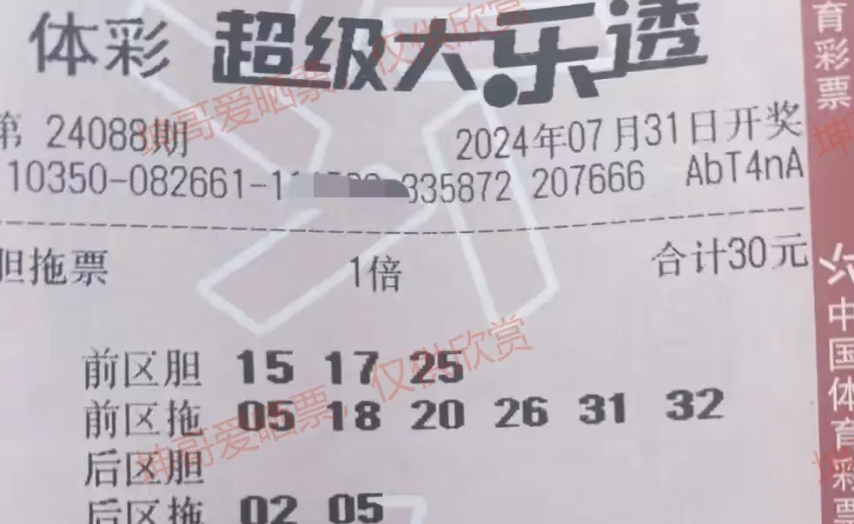 体彩 超级大乐透
第 24088期 2024年07月31日开奖
10350-082661-1 335872 207666 AbT4nA
胆拖票 1倍 合计30元
前区胆 15 17 25
前区拖 05 18 20 26 31 32
后区胆
后区拖 02 05
坤哥爱晒票,仅供欣赏
坤哥爱晒票,仅供欣赏
育彩票
中国体育彩票